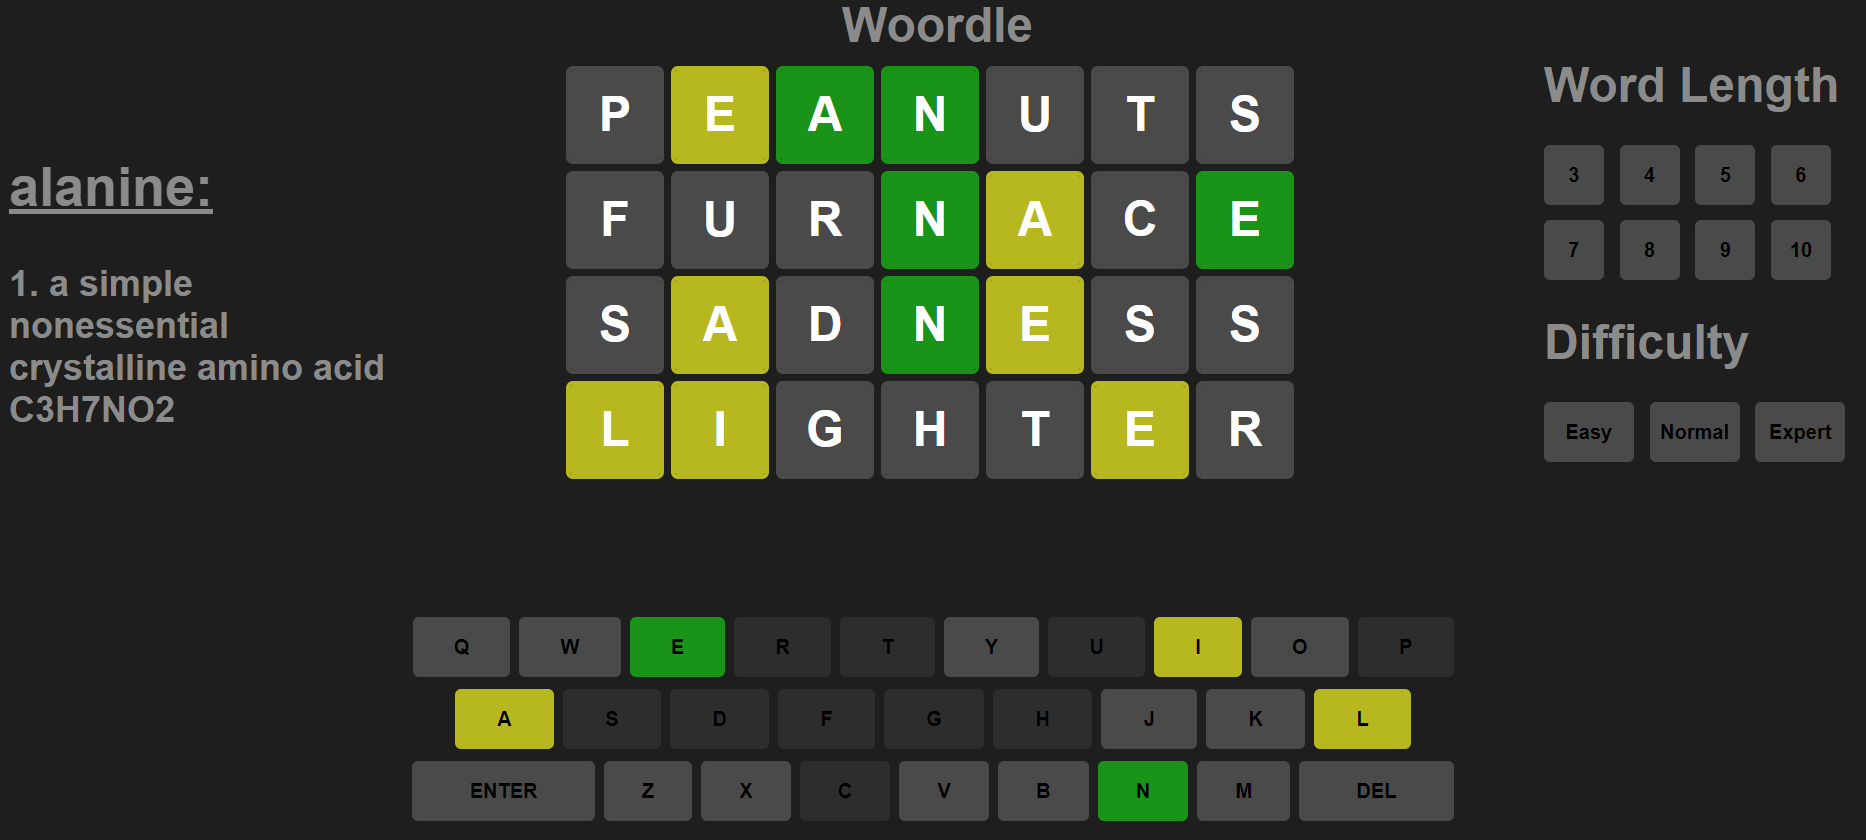 Woordle
alanine:
1. a simple
nonessential
crystalline amino acid
C3H7NO2
P E A N U T S
F U R N A C E
S A D N E S S
L I G H T E R
Word Length
3 4 5 6
7 8 9 10
Difficulty
Easy Normal Expert
Q W E R T Y U I O P
A S D F G H J K L
ENTER Z X C V B N M DEL